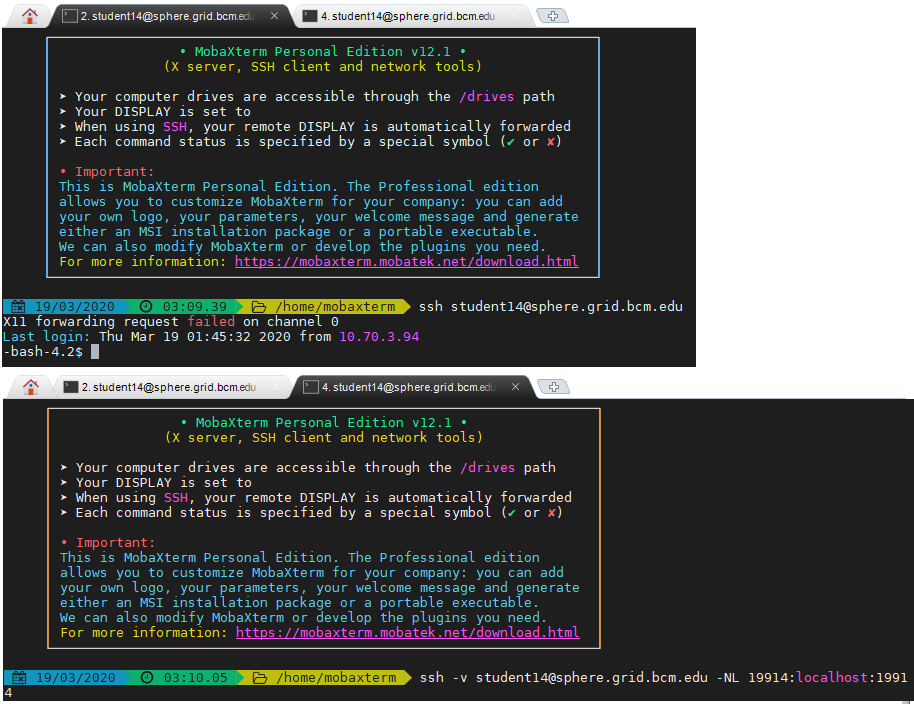 2. student14@sphere.grid.bcm.edu
4. student14@sphere.grid.bcm.edu
• MobaXterm Personal Edition v12.1 •
(X server, SSH client and network tools)
➤ Your computer drives are accessible through the /drives path
➤ Your DISPLAY is set to
➤ When using SSH, your remote DISPLAY is automatically forwarded
➤ Each command status is specified by a special symbol (✔ or ✘)
• Important:
This is MobaXterm Personal Edition. The Professional edition
allows you to customize MobaXterm for your company: you can add
your own logo, your parameters, your welcome message and generate
either an MSI installation package or a portable executable.
We can also modify MobaXterm or develop the plugins you need.
For more information: https://mobaxterm.mobatek.net/download.html
19/03/2020 03:09.39 /home/mobaxterm ssh student14@sphere.grid.bcm.edu
X11 forwarding request failed on channel 0
Last login: Thu Mar 19 01:45:32 2020 from 10.70.3.94
-bash-4.2$
2. student14@sphere.grid.bcm.edu
4. student14@sphere.grid.bcm.edu
• MobaXterm Personal Edition v12.1 •
(X server, SSH client and network tools)
➤ Your computer drives are accessible through the /drives path
➤ Your DISPLAY is set to
➤ When using SSH, your remote DISPLAY is automatically forwarded
➤ Each command status is specified by a special symbol (✔ or ✘)
• Important:
This is MobaXterm Personal Edition. The Professional edition
allows you to customize MobaXterm for your company: you can add
your own logo, your parameters, your welcome message and generate
either an MSI installation package or a portable executable.
We can also modify MobaXterm or develop the plugins you need.
For more information: https://mobaxterm.mobatek.net/download.html
19/03/2020 03:10.05 /home/mobaxterm ssh -v student14@sphere.grid.bcm.edu -NL 19914:localhost:1991
4